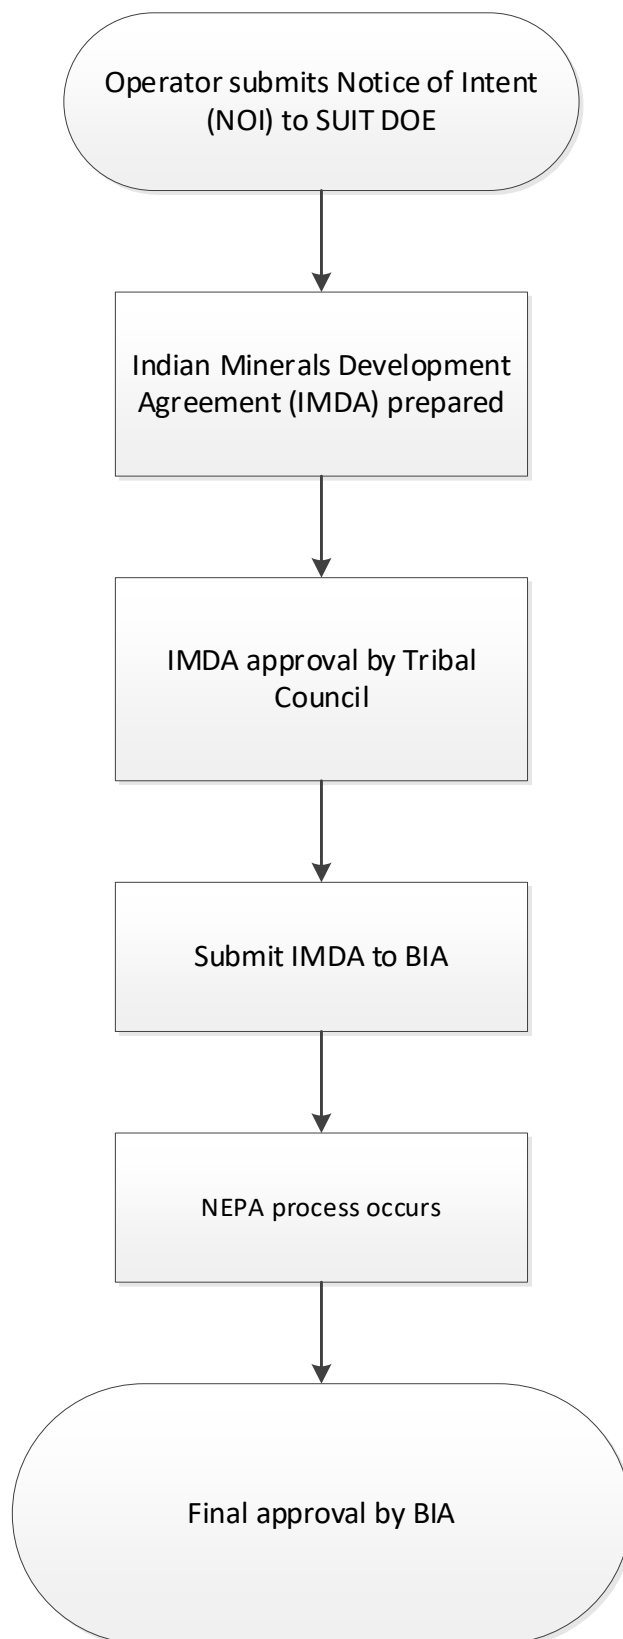 Operator submits Notice of Intent
(NOI) to SUIT DOE
Indian Minerals Development
Agreement (IMDA) prepared
IMDA approval by Tribal
Council
Submit IMDA to BIA
NEPA process occurs
Final approval by BIA